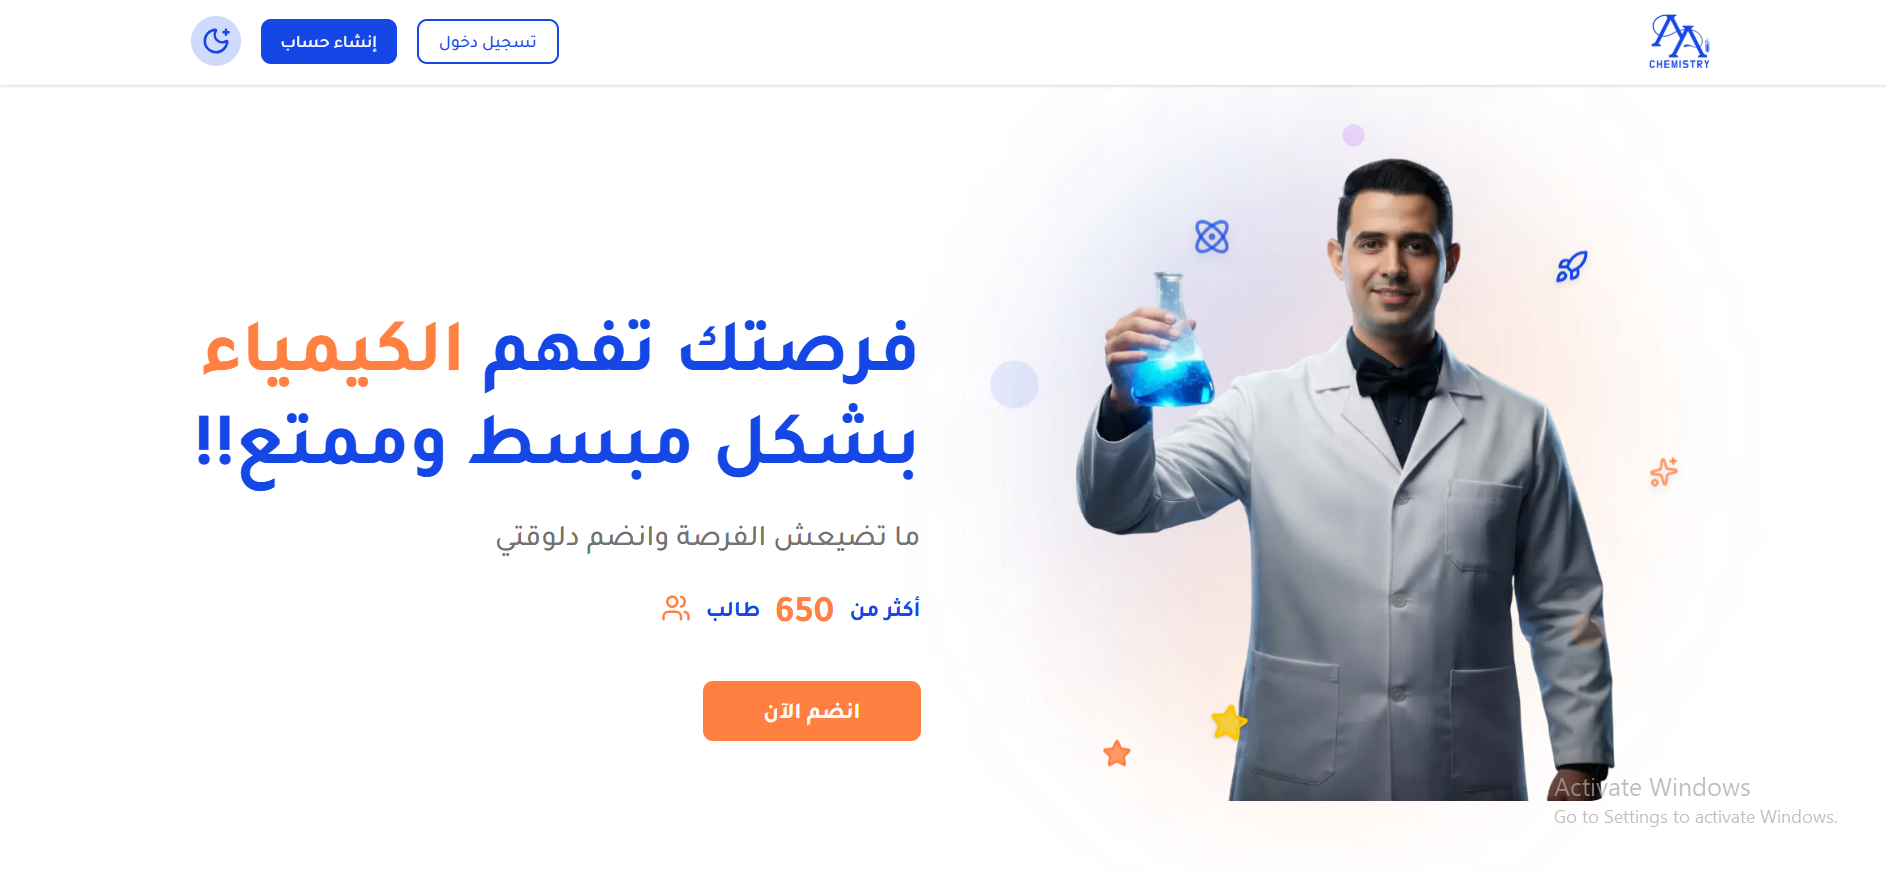 AA
CHEMISTRY
تسجيل دخول
إنشاء حساب
فرصتك تفهم الكيمياء
بشكل مبسط وممتع!!
ما تضيعش الفرصة وانضم دلوقتي
أكثر من 650 طالب
انضم الآن
Activate Windows
Go to Settings to activate Windows.